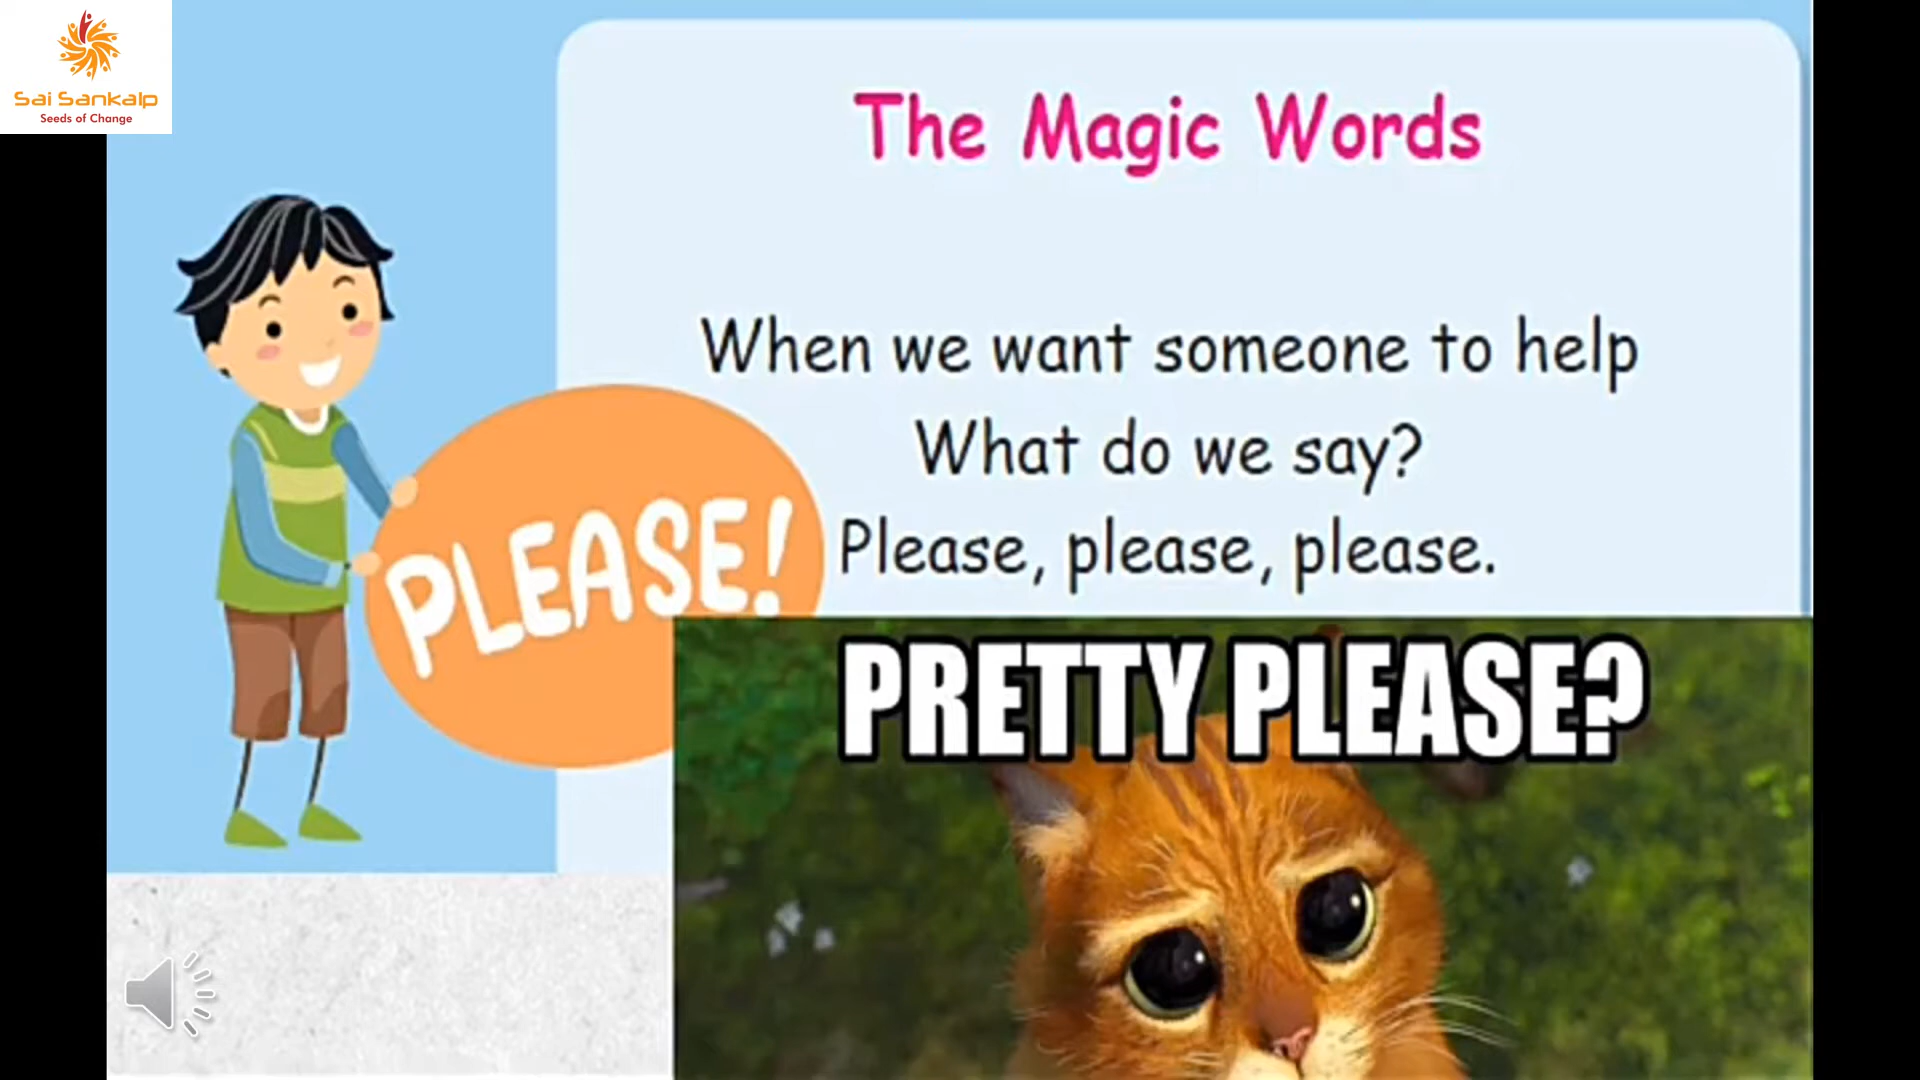 Sai Sankalp
Seeds of Change
The Magic Words
When we want someone to help
What do we say?
Please, please, please.
PLEASE!
PRETTY PLEASE?